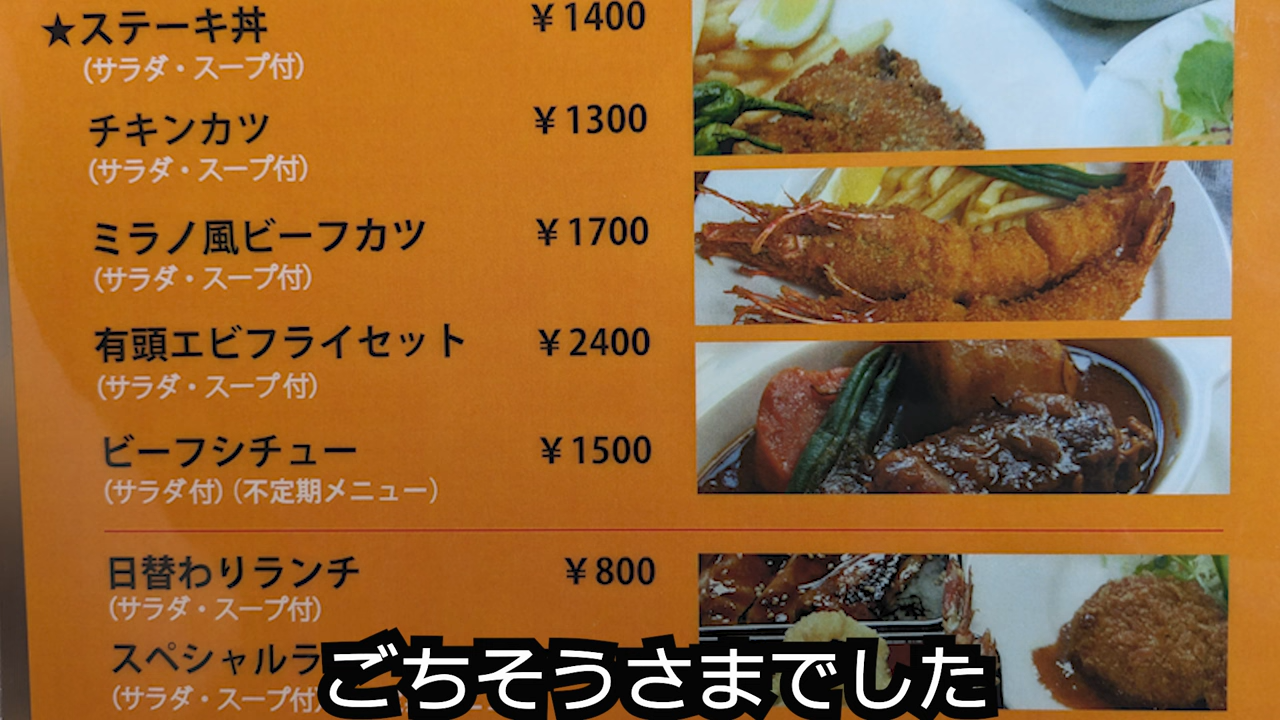 ★ステーキ丼 ¥1400
(サラダ・スープ付)
チキンカツ ¥1300
(サラダ・スープ付)
ミラノ風ビーフカツ ¥1700
(サラダ・スープ付)
有頭エビフライセット ¥2400
(サラダ・スープ付)
ビーフシチュー ¥1500
(サラダ付)(不定期メニュー)
日替わりランチ ¥800
(サラダ・スープ付)
スペシャルラ
(サラダ・スープ付)
ごちそうさまでした